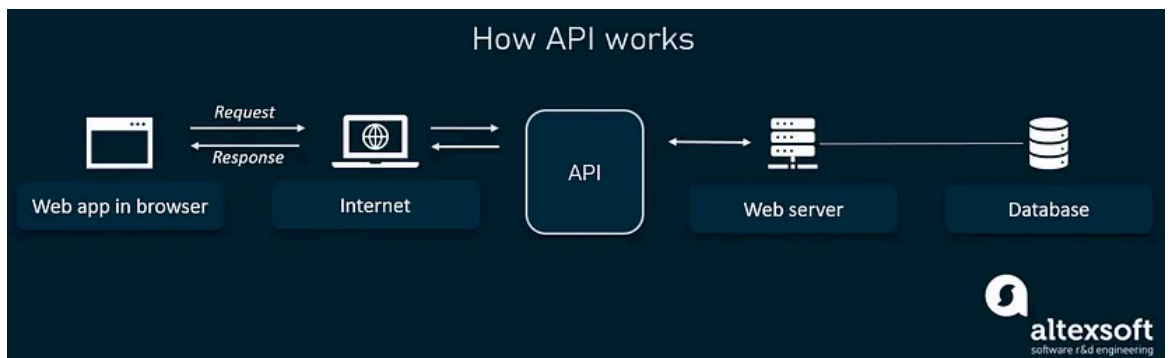 How API works
Request
Response
API
Web app in browser
Internet
Web server
Database
altexsoft
software r&d engineering